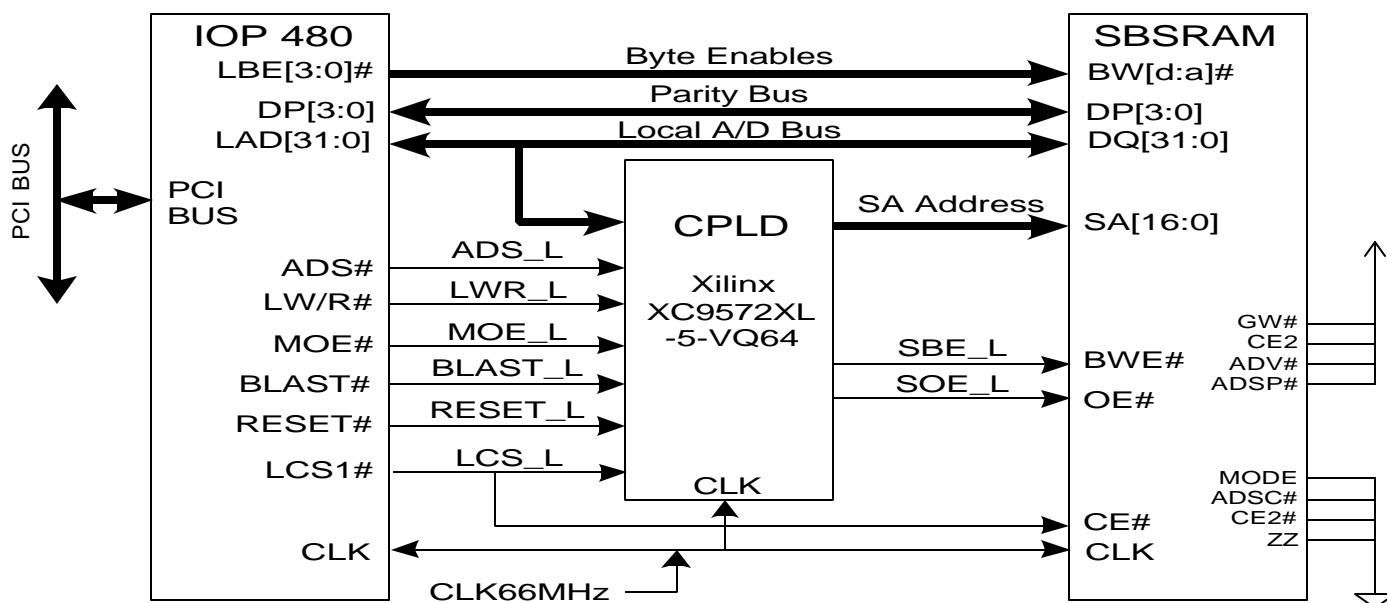 IOP 480
LBE[3:0]#
DP[3:0]
LAD[31:0]
PCI
BUS
ADS#
LW/R#
MOE#
BLAST#
RESET#
LCS1#
CLK
PCI BUS
Byte Enables
Parity Bus
Local A/D Bus
ADS_L
LWR_L
MOE_L
BLAST_L
RESET_L
LCS_L
CLK66MHz
CPLD
Xilinx
XC9572XL
-5-VQ64
CLK
SA Address
SBE_L
SOE_L
SBSRAM
BW[d:a]#
DP[3:0]
DQ[31:0]
SA[16:0]
BWE#
OE#
CE#
CLK
GW#
CE2
ADV#
ADSP#
MODE
ADSC#
CE2#
ZZ